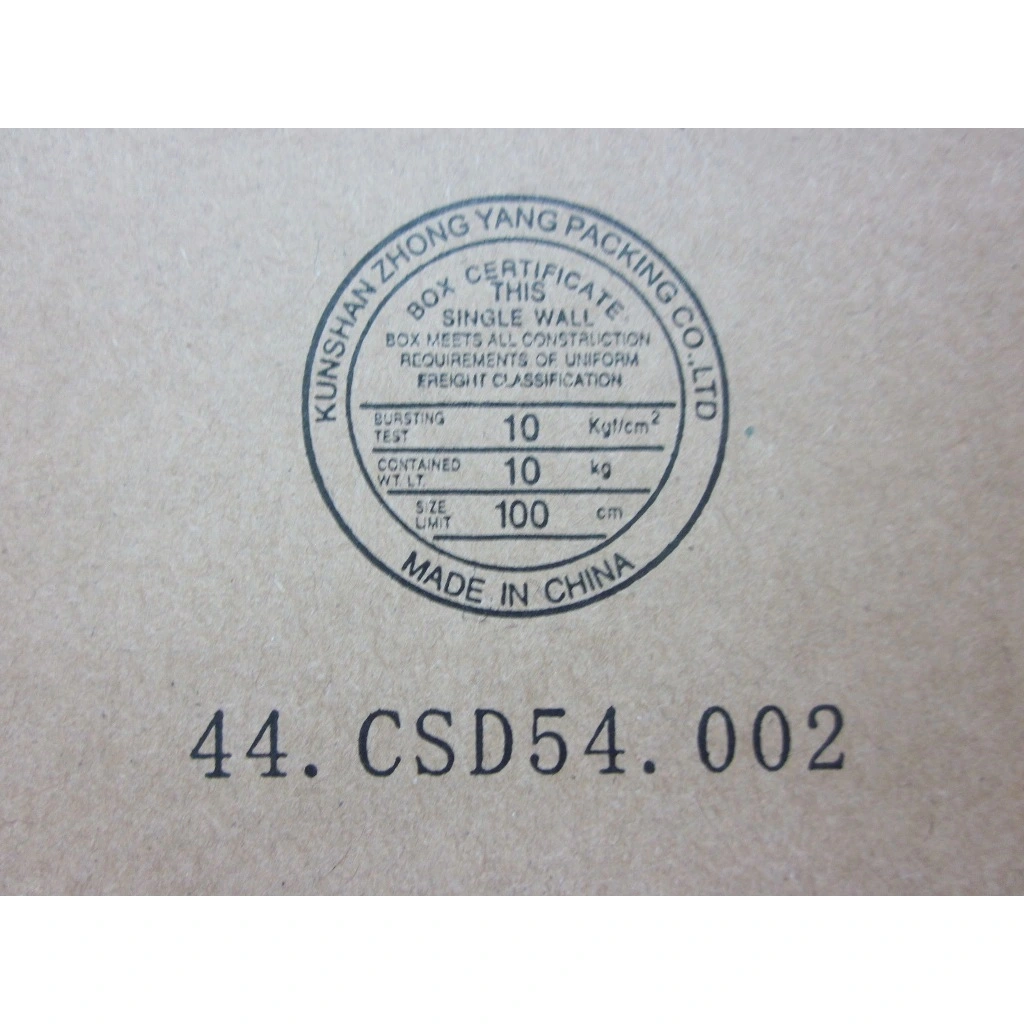 KUNSHAN ZHONG YANG PACKING CO.,LTD
BOX CERTIFICATE
THIS
SINGLE WALL
BOX MEETS ALL CONSTRUCTION
REQUIREMENTS OF UNIFORM
FREIGHT CLASSIFICATION
BURSTING TEST 10 Kgf/cm²
CONTAINED WT. LT. 10 kg
SIZE LIMIT 100 cm
MADE IN CHINA
44.CSD54.002